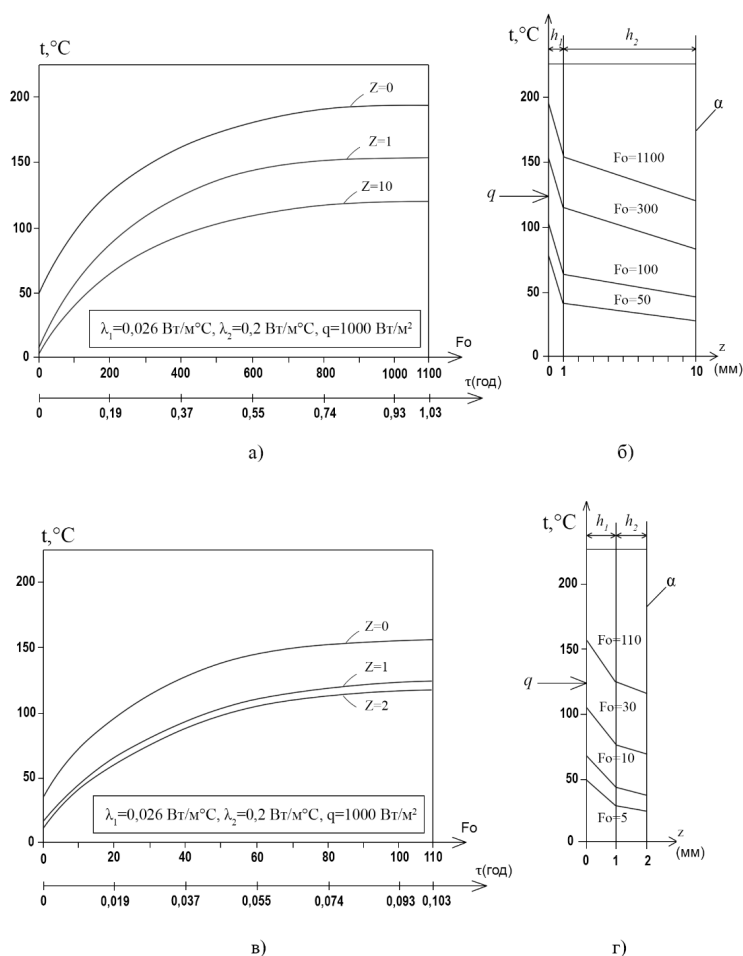 t,°C
200
150
100
50
0
Z=0
Z=1
Z=10
λ1=0,026 Вт/м°С, λ2=0,2 Вт/м°С, q=1000 Вт/м²
Fo
0 200 400 600 800 1000 1100
τ(год)
0 0,19 0,37 0,55 0,74 0,93 1,03
а)
t,°C h1 h2
200
α
150
Fo=1100
q
Fo=300
100
Fo=100
50
Fo=50
0
z
0 1 10 (мм)
б)
t,°C
200
150
100
50
0
Z=0
Z=1
Z=2
λ1=0,026 Вт/м°С, λ2=0,2 Вт/м°С, q=1000 Вт/м²
Fo
0 20 40 60 80 100 110
τ(год)
0 0,019 0,037 0,055 0,074 0,093 0,103
в)
t,°C h1 h2
200
α
150
Fo=110
q
100
Fo=30
Fo=10
50
Fo=5
0
z
0 1 2 (мм)
г)